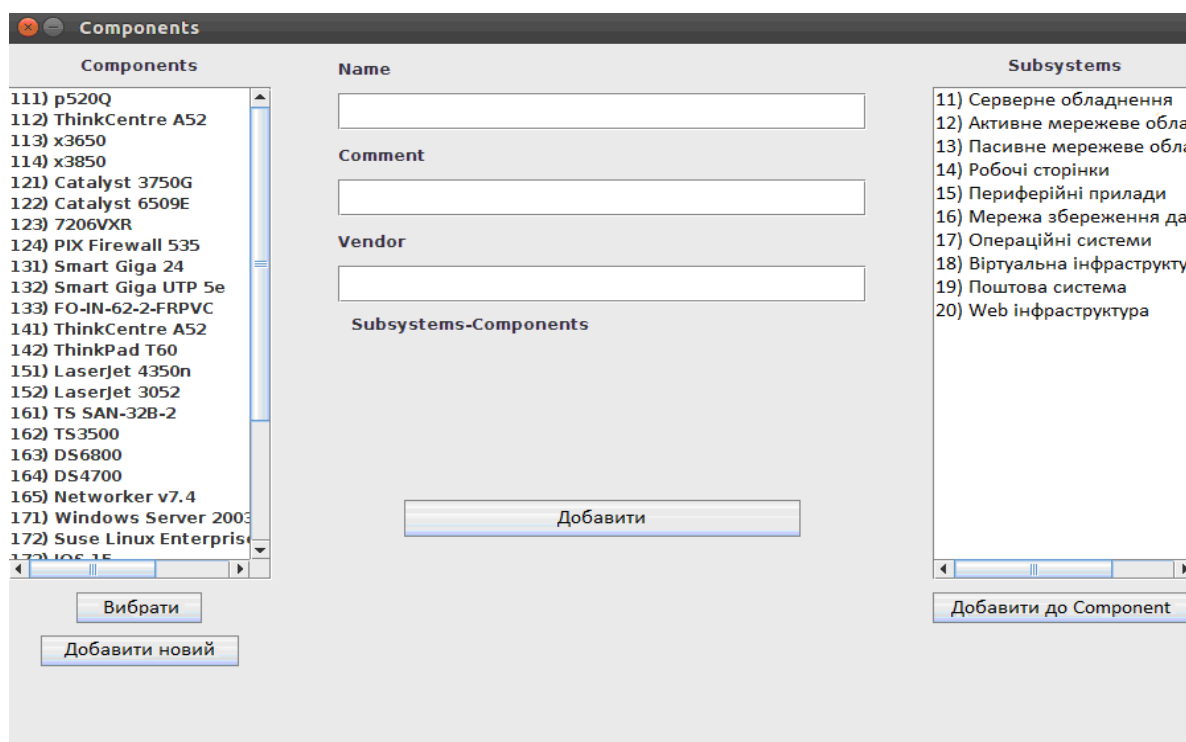 Components
Components
111) p520Q
112) ThinkCentre A52
113) x3650
114) x3850
121) Catalyst 3750G
122) Catalyst 6509E
123) 7206VXR
124) PIX Firewall 535
131) Smart Giga 24
132) Smart Giga UTP 5e
133) FO-IN-62-2-FRPVC
141) ThinkCentre A52
142) ThinkPad T60
151) LaserJet 4350n
152) LaserJet 3052
161) TS SAN-32B-2
162) TS3500
163) DS6800
164) DS4700
165) Networker v7.4
171) Windows Server 2003
172) Suse Linux Enterprise
Вибрати
Добавити новий
Name
Comment
Vendor
Subsystems-Components
Добавити
Subsystems
11) Серверне обладнення
12) Активне мережеве обла
13) Пасивне мережеве обла
14) Робочі сторінки
15) Периферійні прилади
16) Мережа збереження да
17) Операційні системи
18) Віртуальна інфраструкту
19) Поштова система
20) Web інфраструктура
Добавити до Component